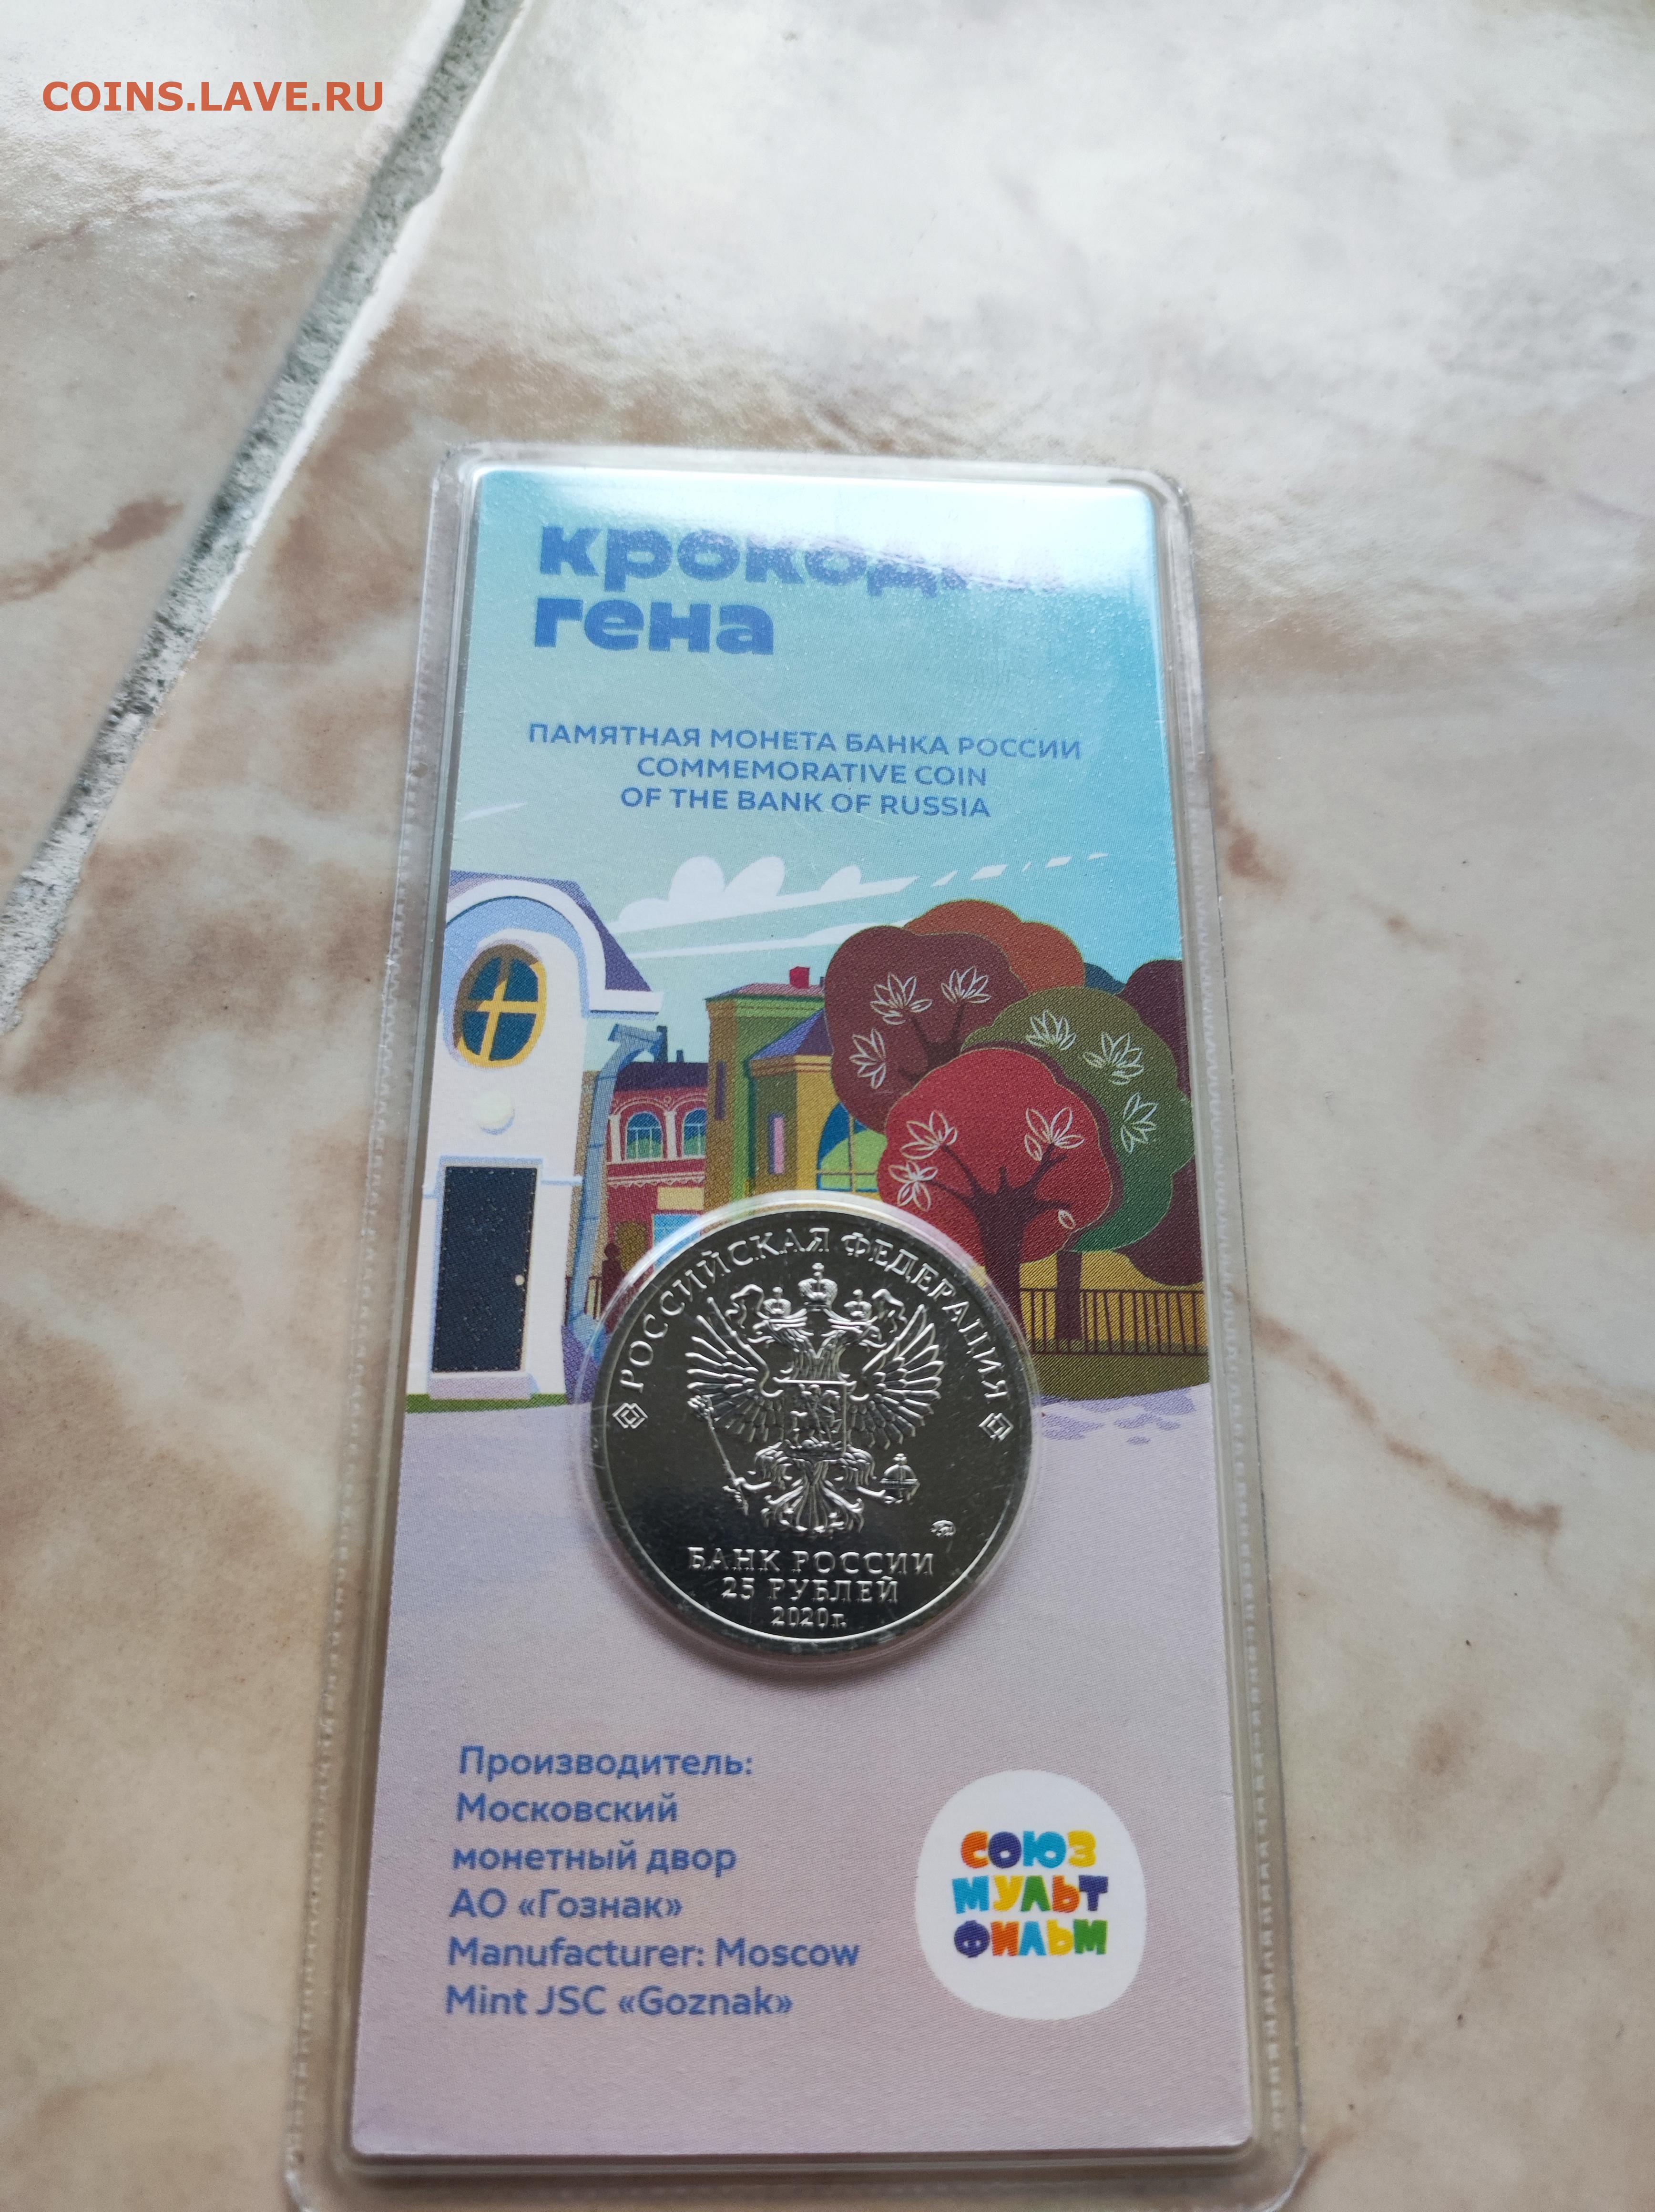 COINS.LAVE.RU
крокодил
гена
ПАМЯТНАЯ МОНЕТА БАНКА РОССИИ
COMMEMORATIVE COIN
OF THE BANK OF RUSSIA
РОССИЙСКАЯ ФЕДЕРАЦИЯ
БАНК РОССИИ
25 РУБЛЕЙ
2020 г.
Производитель:
Московский
монетный двор
АО «Гознак»
Manufacturer: Moscow
Mint JSC «Goznak»
СОЮЗ
МУЛЬТ
ФИЛЬМ